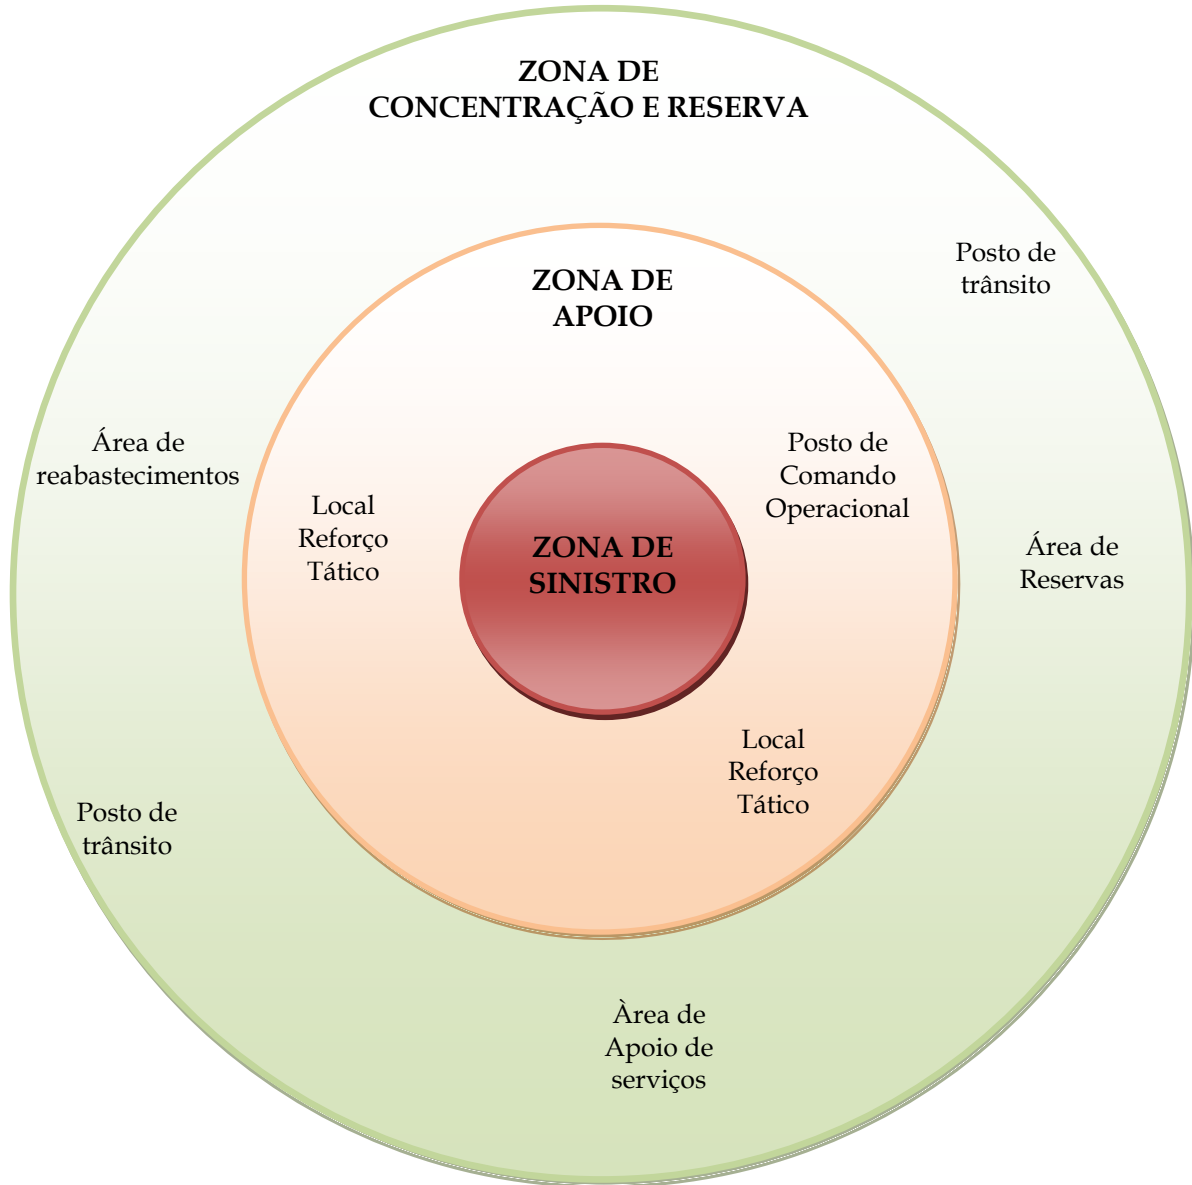 ZONA DE
CONCENTRAÇÃO E RESERVA
Posto de
trânsito
ZONA DE
APOIO
Área de
reabastecimentos
Posto de
Comando
Operacional
Local
Reforço
Tático
ZONA DE
SINISTRO
Área de
Reservas
Local
Reforço
Tático
Posto de
trânsito
Àrea de
Apoio de
serviços